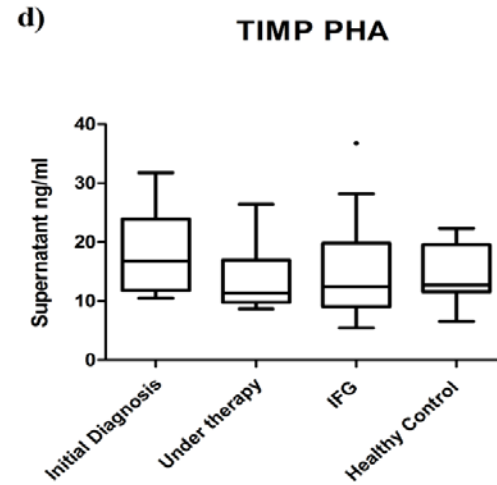 d)
TIMP PHA
Supernatant ng/ml
40
30
20
10
0
Initial Diagnosis
Under therapy
IFG
Healthy Control